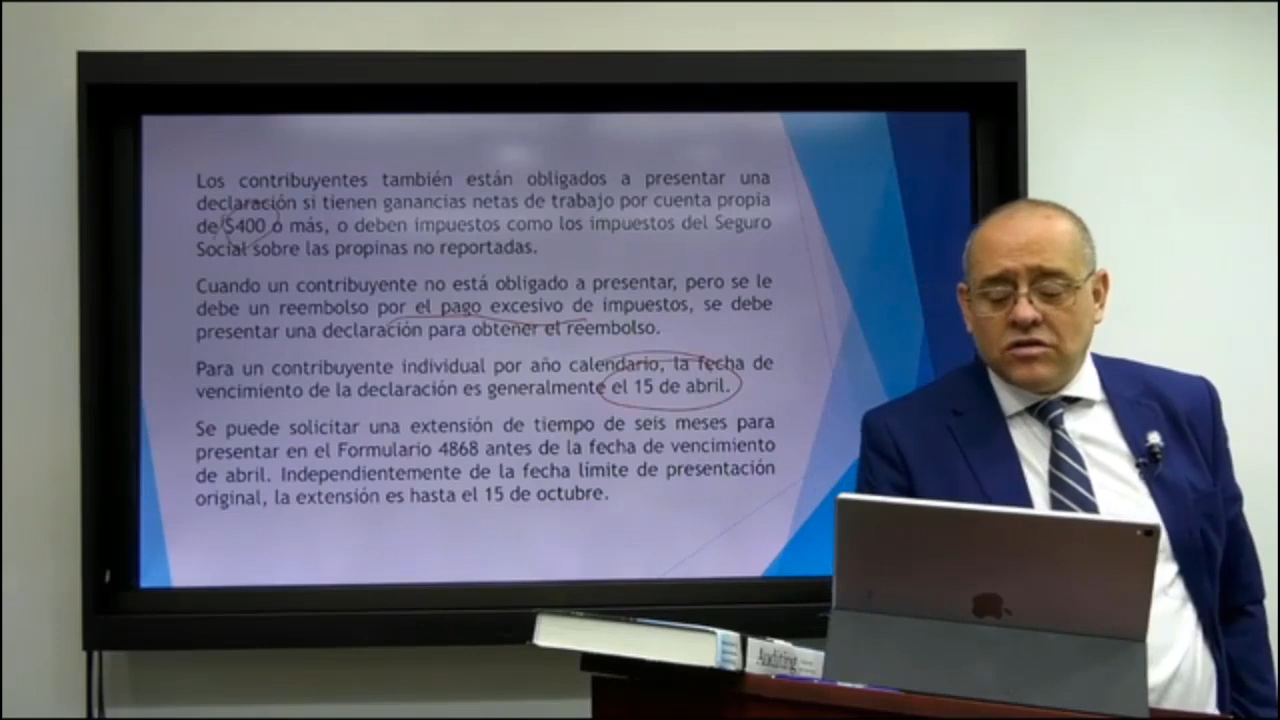 Los contribuyentes también están obligados a presentar una
declaración si tienen ganancias netas de trabajo por cuenta propia
de $400 o más, o deben impuestos como los impuestos del Seguro
Social sobre las propinas no reportadas.
Cuando un contribuyente no está obligado a presentar, pero se le
debe un reembolso por el pago excesivo de impuestos, se debe
presentar una declaración para obtener el reembolso.
Para un contribuyente individual por año calendario, la fecha de
vencimiento de la declaración es generalmente el 15 de abril.
Se puede solicitar una extensión de tiempo de seis meses para
presentar en el Formulario 4868 antes de la fecha de vencimiento
de abril. Independientemente de la fecha límite de presentación
original, la extensión es hasta el 15 de octubre.
Auditing